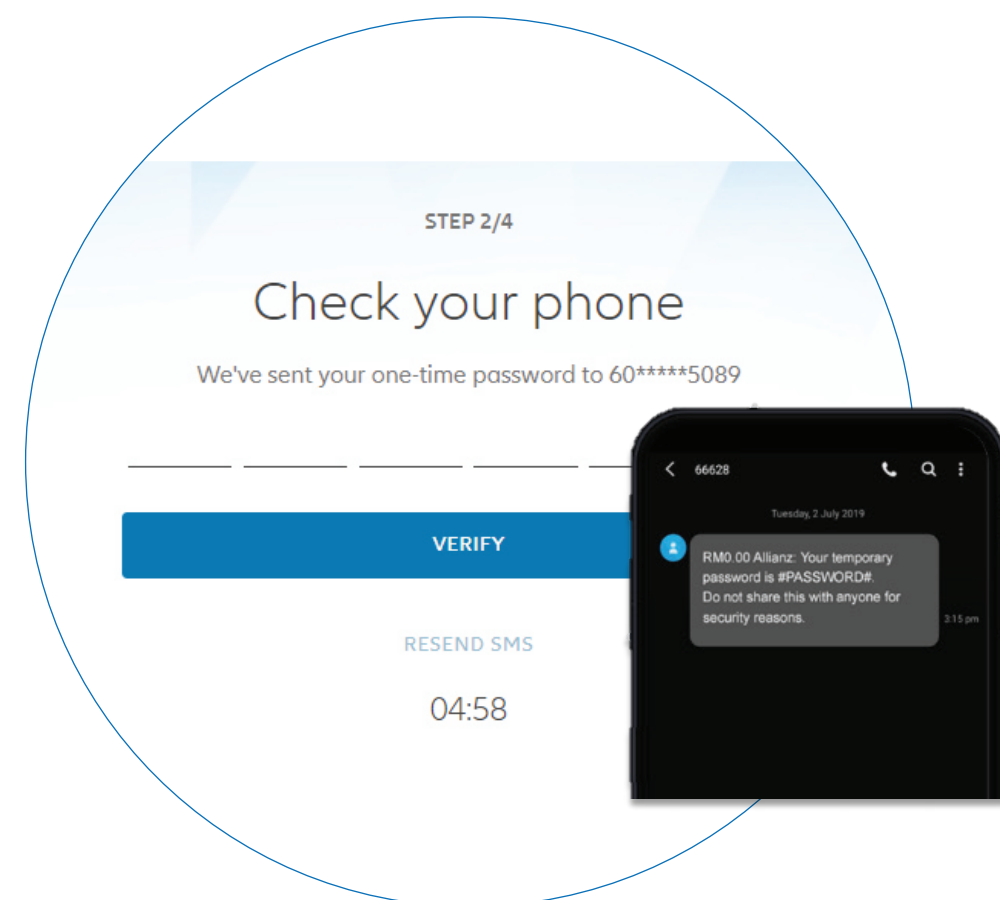 STEP 2/4
Check your phone
We've sent your one-time password to 60*****5089
VERIFY
RESEND SMS
04:58
66628
Tuesday, 2 July 2019
RM0.00 Allianz: Your temporary
password is #PASSWORD#.
Do not share this with anyone for
security reasons.
3:15 pm